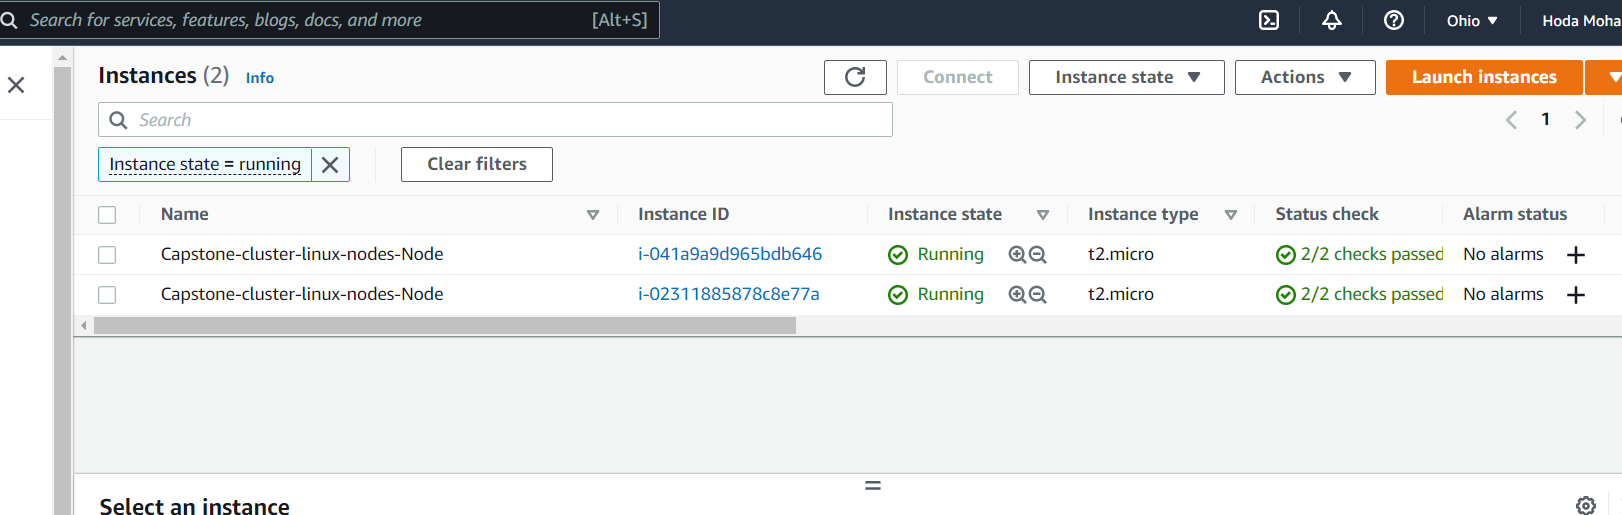 Search for services, features, blogs, docs, and more [Alt+S] Ohio Hoda Moha
Instances (2) Info Connect Instance state Actions Launch instances
Search 1
Instance state = running Clear filters
Name Instance ID Instance state Instance type Status check Alarm status
Capstone-cluster-linux-nodes-Node i-041a9a9d965bdb646 Running t2.micro 2/2 checks passed No alarms
Capstone-cluster-linux-nodes-Node i-02311885878c8e77a Running t2.micro 2/2 checks passed No alarms
Select an instance